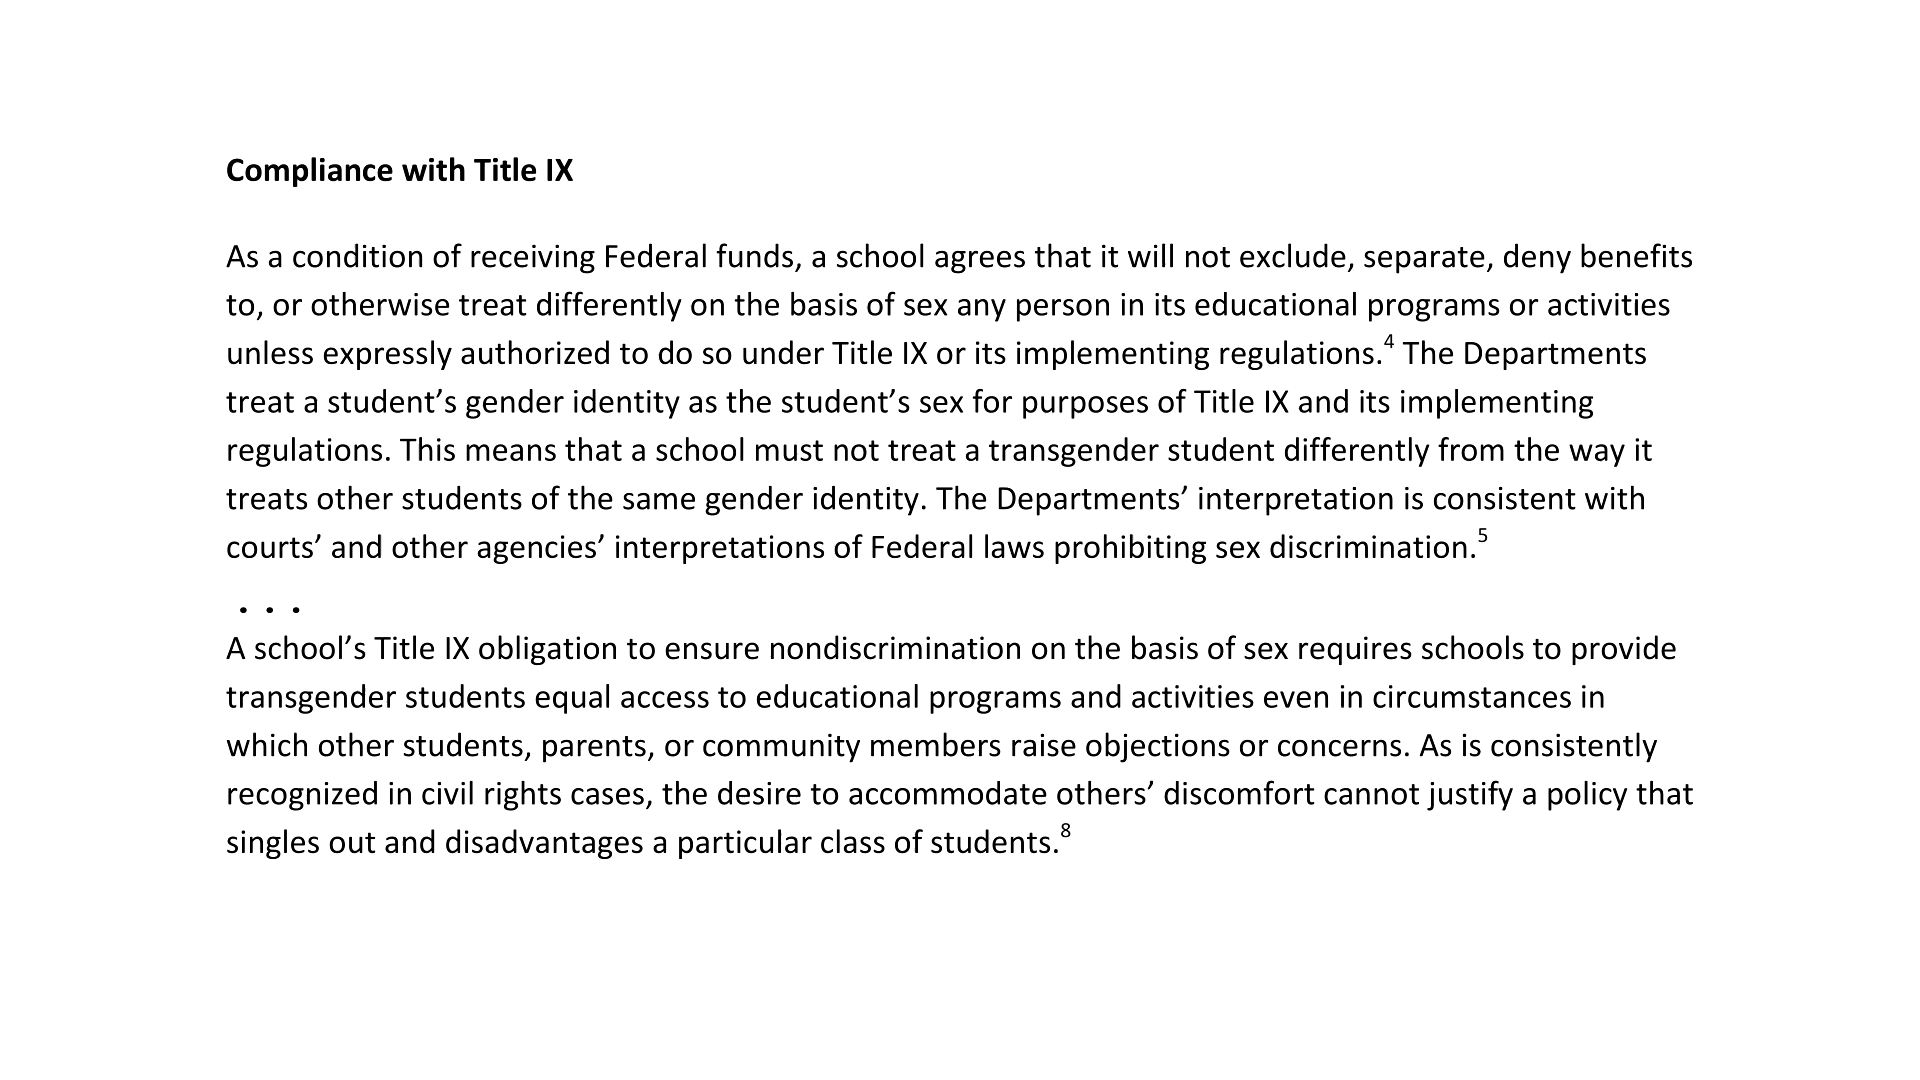 Compliance with Title IX
As a condition of receiving Federal funds, a school agrees that it will not exclude, separate, deny benefits
to, or otherwise treat differently on the basis of sex any person in its educational programs or activities
unless expressly authorized to do so under Title IX or its implementing regulations.4 The Departments
treat a student’s gender identity as the student’s sex for purposes of Title IX and its implementing
regulations. This means that a school must not treat a transgender student differently from the way it
treats other students of the same gender identity. The Departments’ interpretation is consistent with
courts’ and other agencies’ interpretations of Federal laws prohibiting sex discrimination.5
. . .
A school’s Title IX obligation to ensure nondiscrimination on the basis of sex requires schools to provide
transgender students equal access to educational programs and activities even in circumstances in
which other students, parents, or community members raise objections or concerns. As is consistently
recognized in civil rights cases, the desire to accommodate others’ discomfort cannot justify a policy that
singles out and disadvantages a particular class of students.8